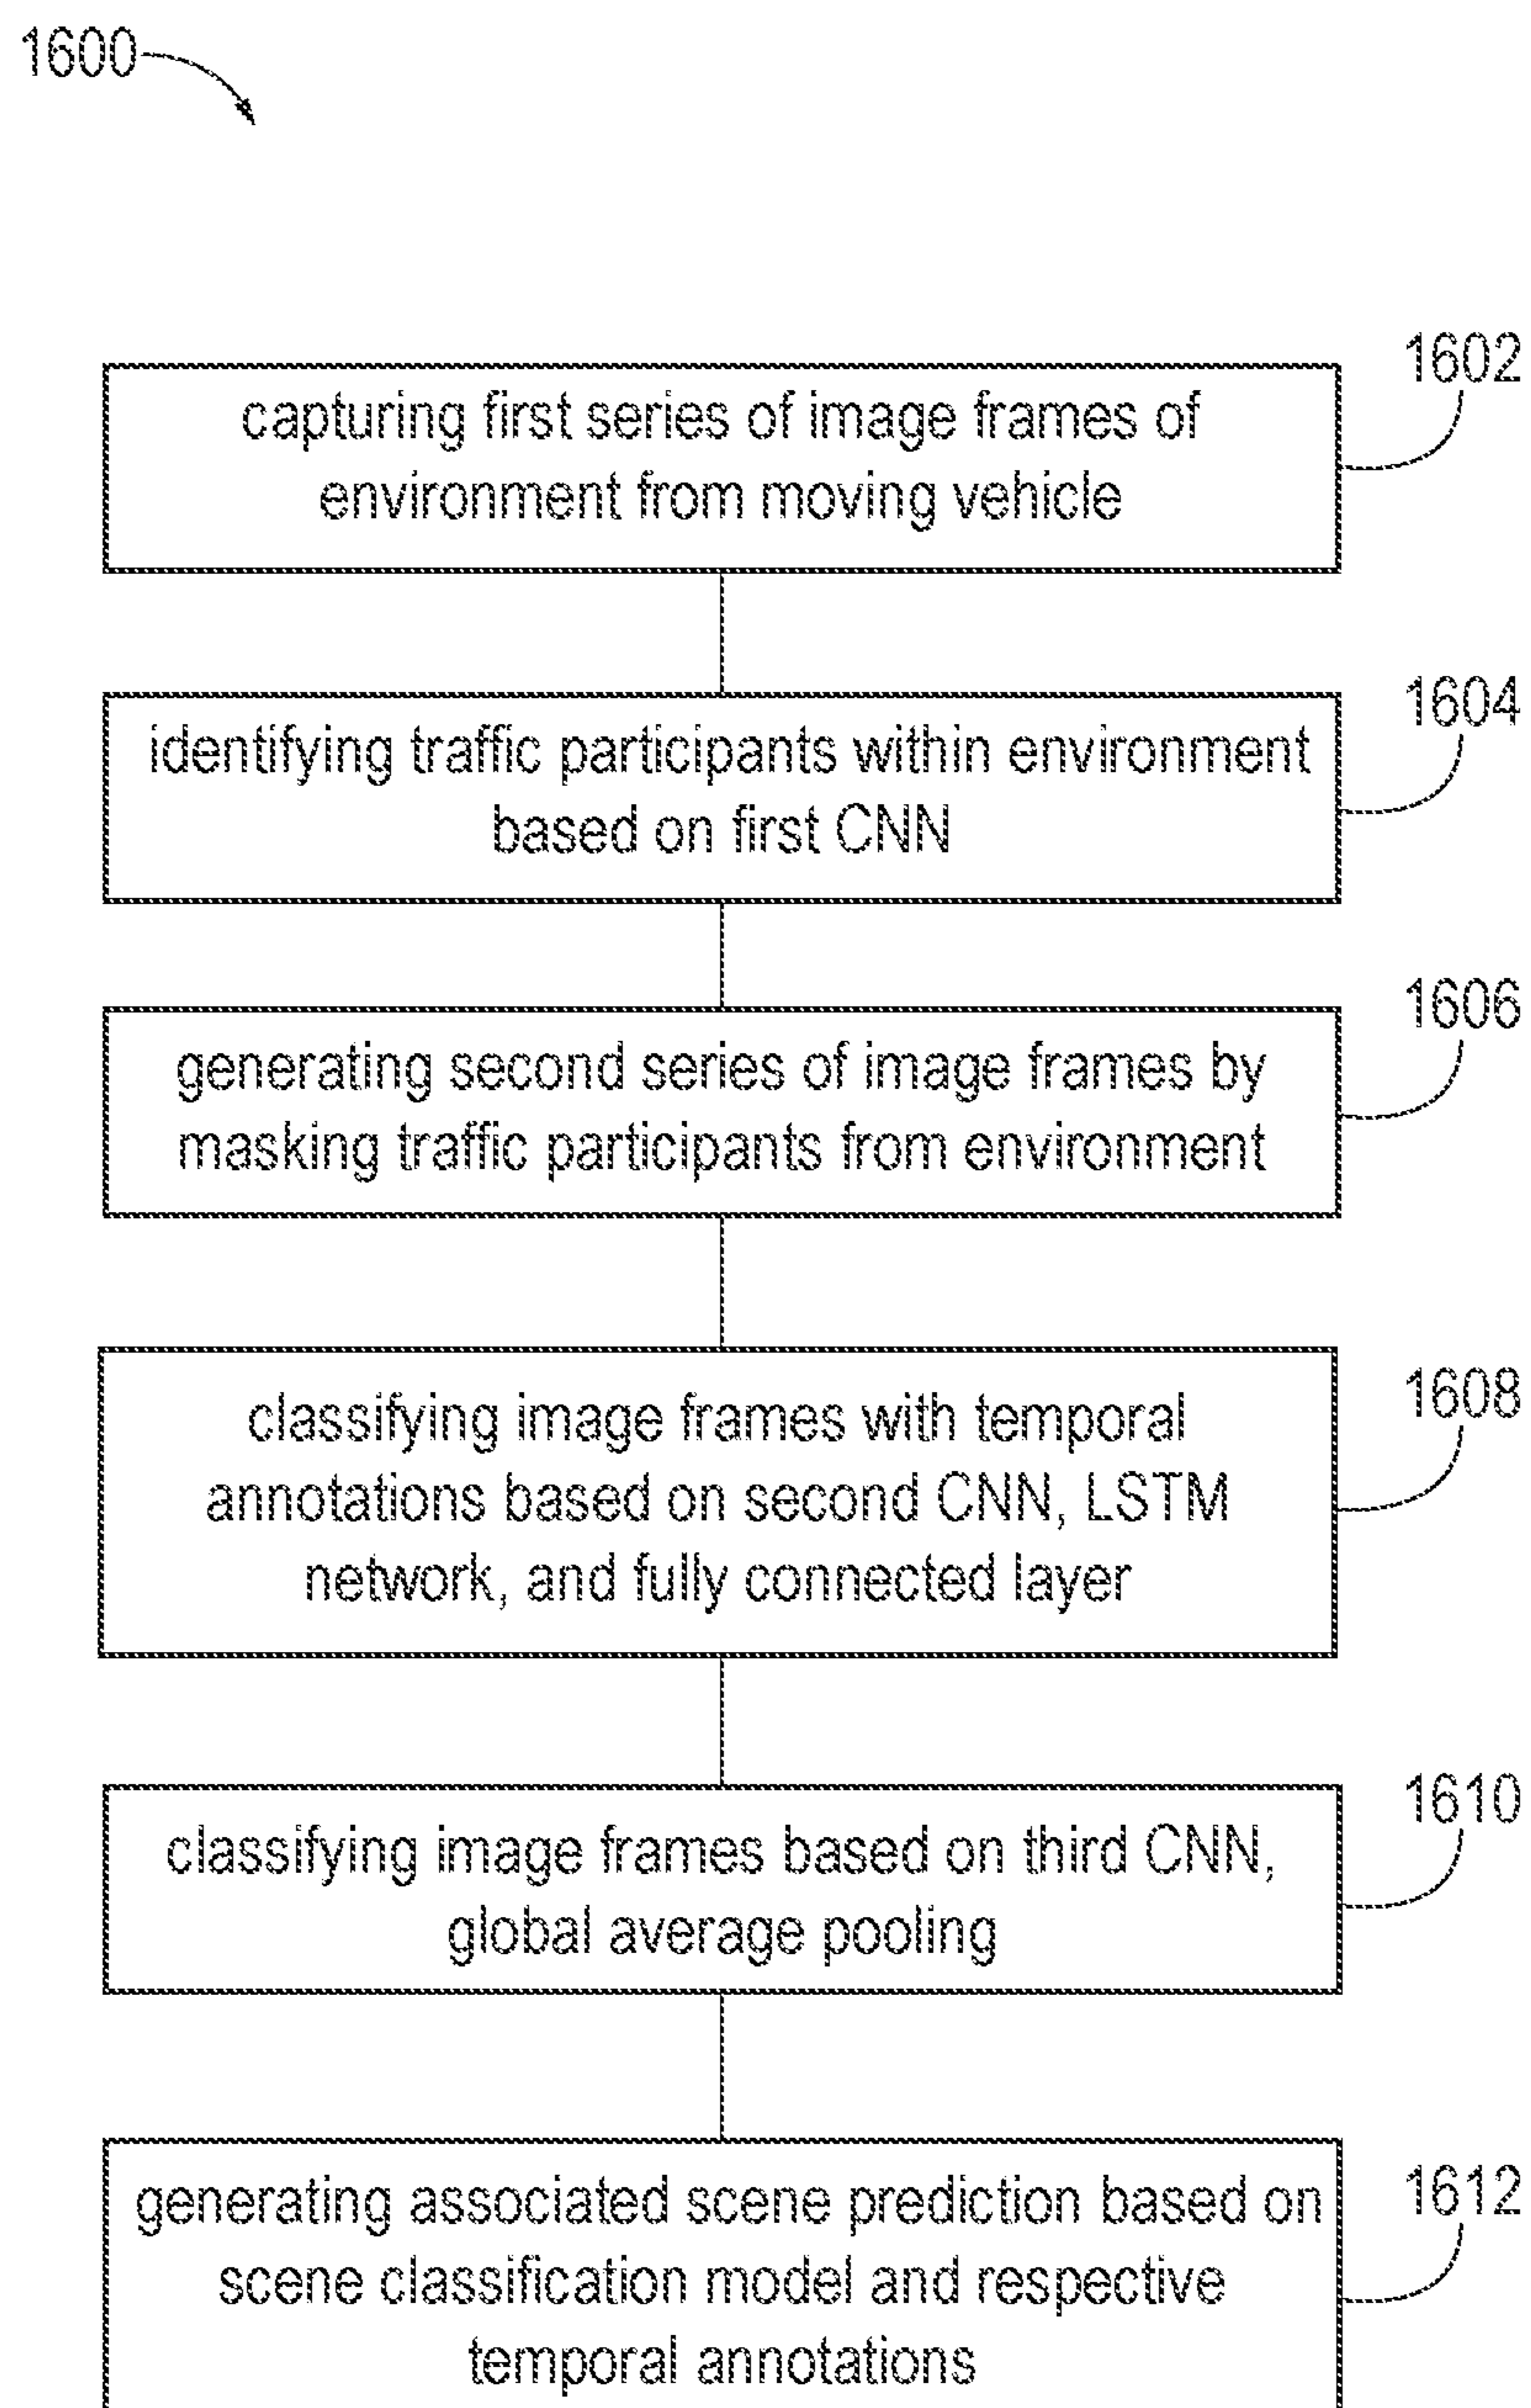 1600
1602
capturing first series of image frames of
environment from moving vehicle
1604
identifying traffic participants within environment
based on first CNN
1606
generating second series of image frames by
masking traffic participants from environment
1608
classifying image frames with temporal
annotations based on second CNN, LSTM
network, and fully connected layer
1610
classifying image frames based on third CNN,
global average pooling
1612
generating associated scene prediction based on
scene classification model and respective
temporal annotations